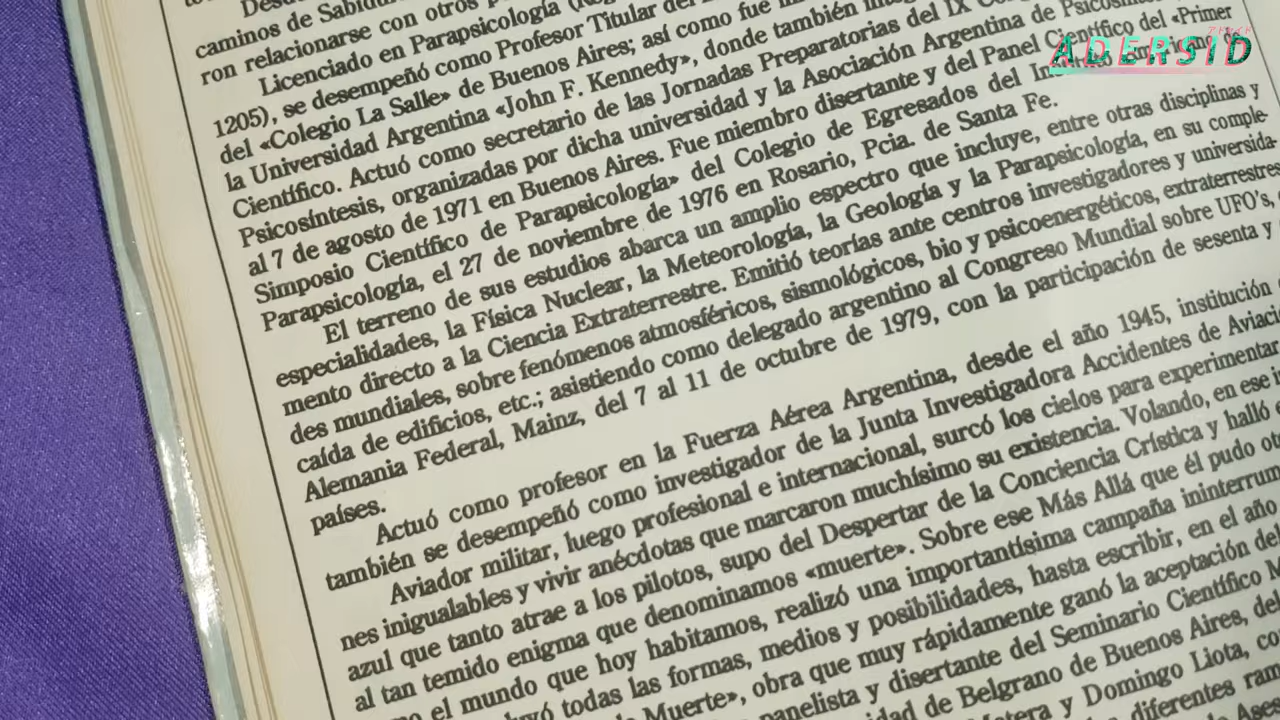 caminos de Sabidu
ron relacionarse con otros
Licenciado en Parapsicología
1205), se desempeñó como Profesor Titular del
del «Colegio La Salle» de Buenos Aires; así como fue
la Universidad Argentina «John F. Kennedy», donde también
Científico. Actuó como secretario de las Jornadas Preparatorias del IX
Psicosíntesis, organizadas por dicha universidad y la Asociación Argentina de
al 7 de agosto de 1971 en Buenos Aires. Fue miembro disertante y del Panel Científico del «Primer
Simposio Científico de Parapsicología» del Colegio de Egresados del
Parapsicología, el 27 de noviembre de 1976 en Rosario, Pcia. de Santa Fe.
El terreno de sus estudios abarca un amplio espectro que incluye, entre otras disciplinas y
especialidades, la Física Nuclear, la Meteorología, la Geología y la Parapsicología, en su comple-
mento directo a la Ciencia Extraterrestre. Emitió teorías ante centros investigadores y universida-
des mundiales, sobre fenómenos atmosféricos, sismológicos, bio y psicoenergéticos, extraterrestres
caída de edificios, etc.; asistiendo como delegado argentino al Congreso Mundial sobre UFO's,
Alemania Federal, Mainz, del 7 al 11 de octubre de 1979, con la participación de sesenta y
países.
Actuó como profesor en la Fuerza Aérea Argentina, desde el año 1945, institución
también se desempeñó como investigador de la Junta Investigadora Accidentes de Aviaci
Aviador militar, luego profesional e internacional, surcó los cielos para experimentar
nes inigualables y vivir anécdotas que marcaron muchísimo su existencia. Volando, en ese
azul que tanto atrae a los pilotos, supo del Despertar de la Conciencia Crística y halló
al tan temido enigma que denominamos «muerte». Sobre ese Más Allá que él pudo
el mundo que hoy habitamos, realizó una importantísima campaña ininterrum
todas las formas, medios y posibilidades, hasta escribir, en el año
Muerte», obra que muy rápidamente ganó la aceptación del
panelista y disertante del Seminario Científico
de Belgrano de Buenos Aires, del
y Domingo Liota,
diferentes
ADERSID